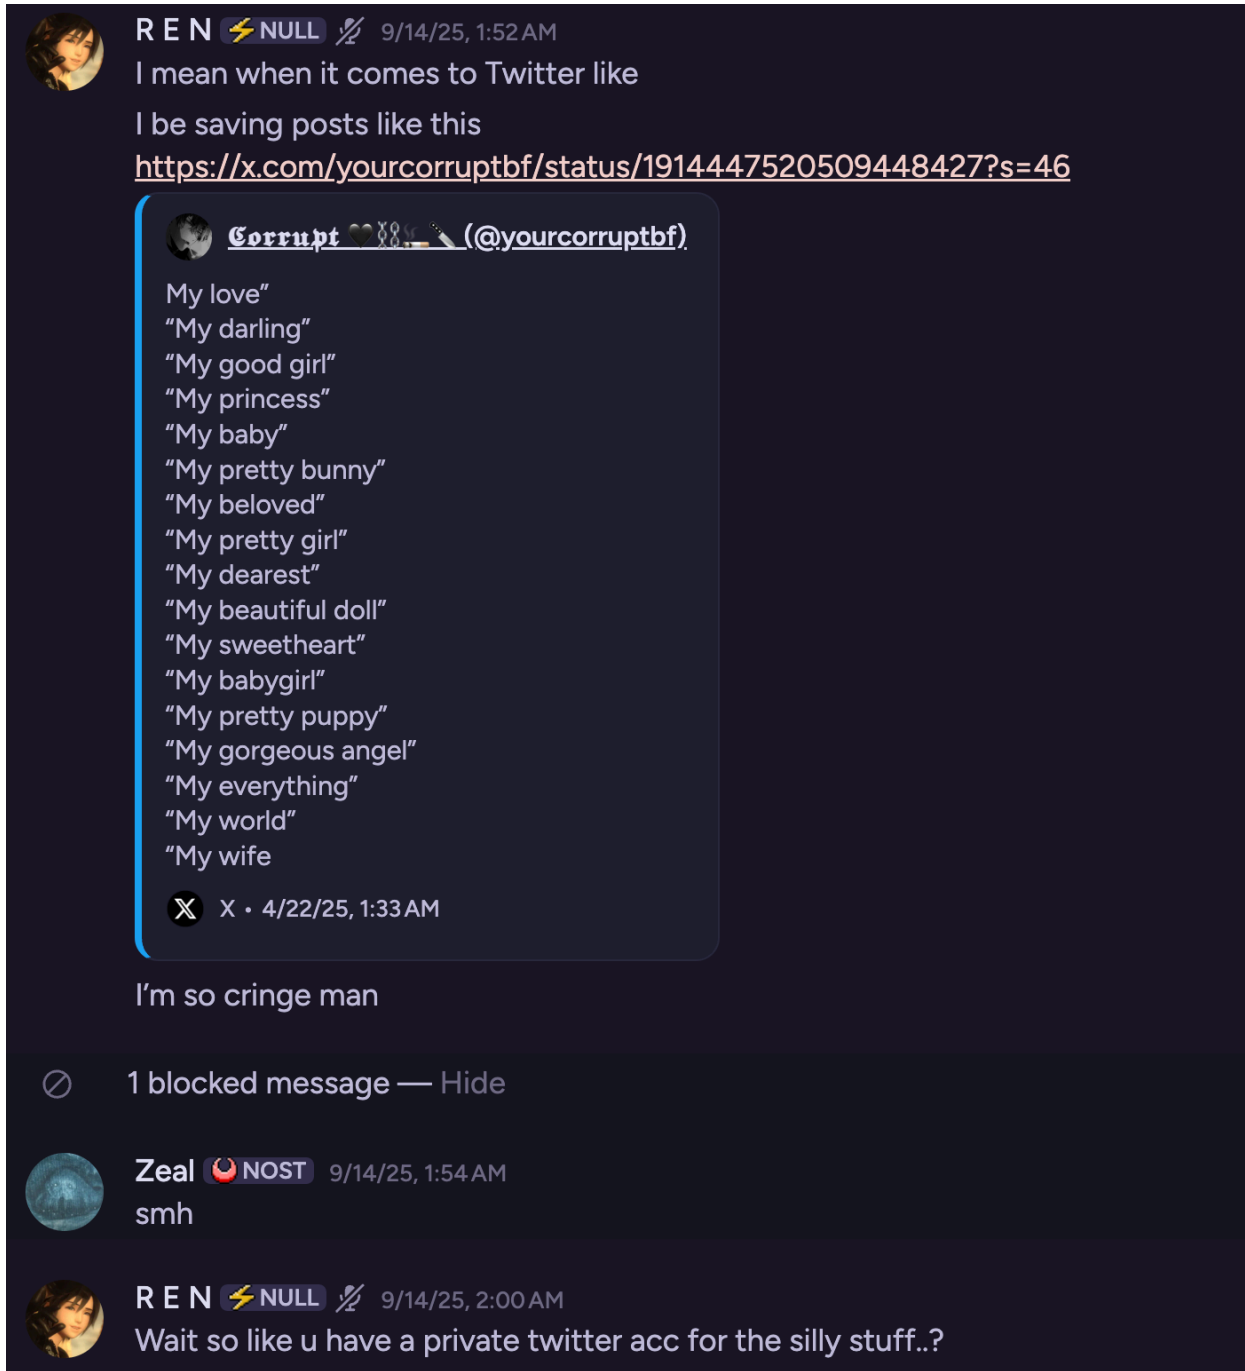 R E N ⚡ NULL 9/14/25, 1:52 AM
I mean when it comes to Twitter like
I be saving posts like this
https://x.com/yourcorruptbf/status/1914447520509448427?s=46
𝕮𝖔𝖗𝖗𝖚𝖕𝖙 🖤⛓️🚬🔪 (@yourcorruptbf)
My love”
“My darling”
“My good girl”
“My princess”
“My baby”
“My pretty bunny”
“My beloved”
“My pretty girl”
“My dearest”
“My beautiful doll”
“My sweetheart”
“My babygirl”
“My pretty puppy”
“My gorgeous angel”
“My everything”
“My world”
“My wife
X • 4/22/25, 1:33 AM
I’m so cringe man
1 blocked message — Hide
Zeal NOST 9/14/25, 1:54 AM
smh
R E N ⚡ NULL 9/14/25, 2:00 AM
Wait so like u have a private twitter acc for the silly stuff..?